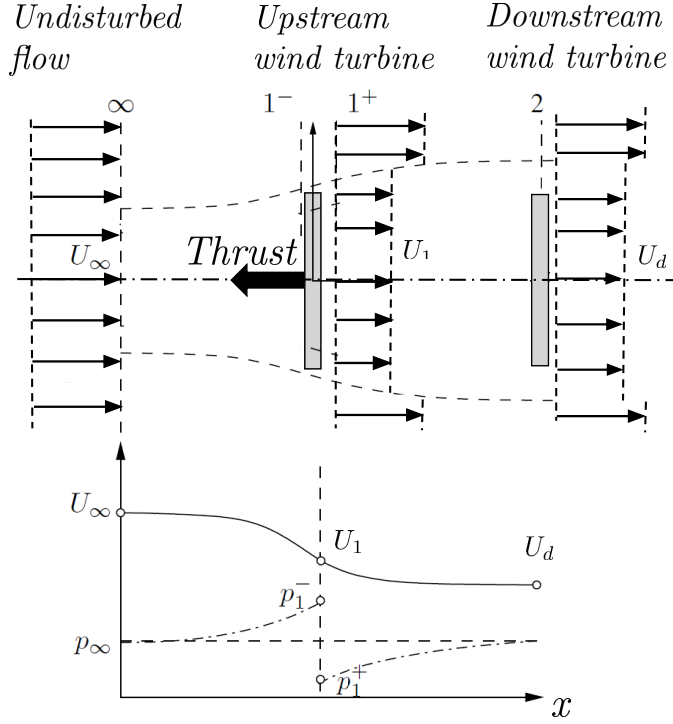 Undisturbed flow
Upstream wind turbine
Downstream wind turbine
∞
1⁻
1⁺
2
U∞
Thrust
U₁
U_d
U∞
U₁
U_d
p₁⁻
p∞
p₁⁺
x